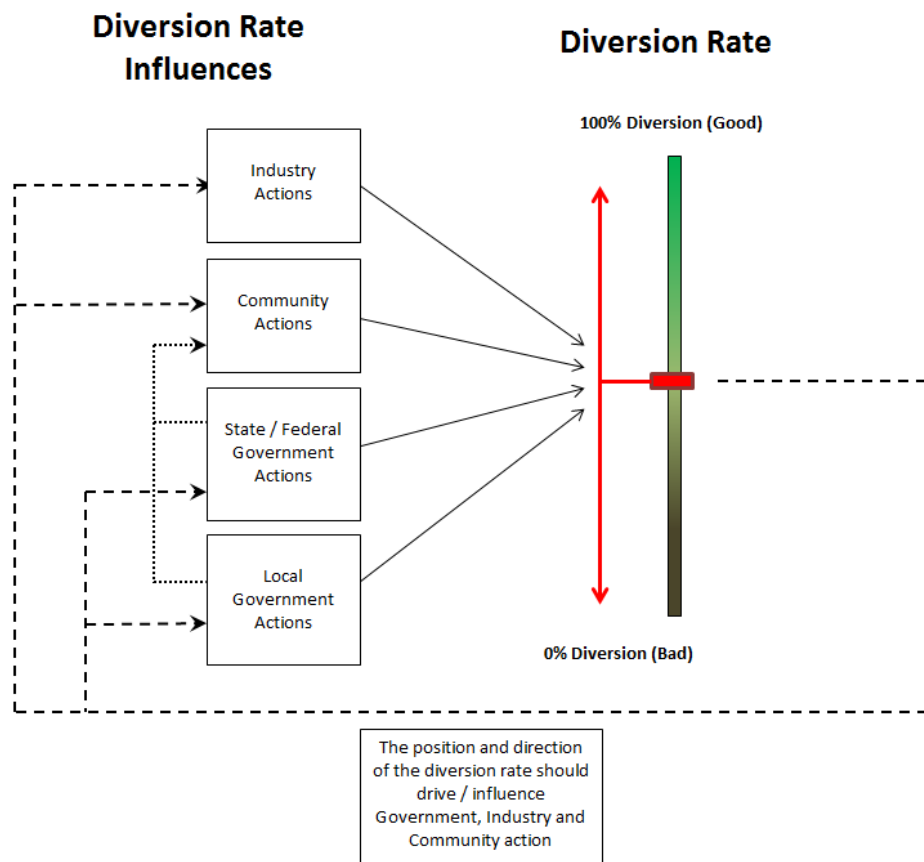 Diversion Rate
Influences
Diversion Rate
100% Diversion (Good)
Industry
Actions
Community
Actions
State / Federal
Government
Actions
Local
Government
Actions
0% Diversion (Bad)
The position and direction
of the diversion rate should
drive / influence
Government, Industry and
Community action